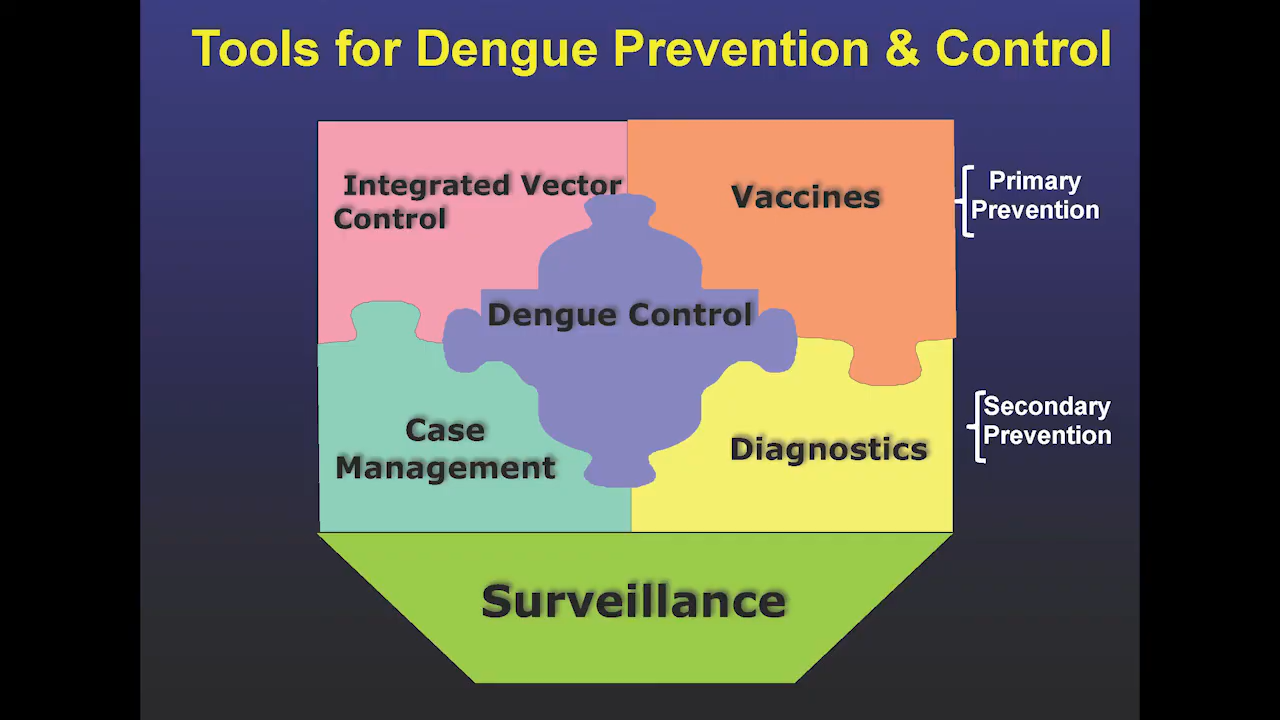 Tools for Dengue Prevention & Control
Integrated Vector
Control
Vaccines
Primary
Prevention
Dengue Control
Case
Management
Diagnostics
Secondary
Prevention
Surveillance